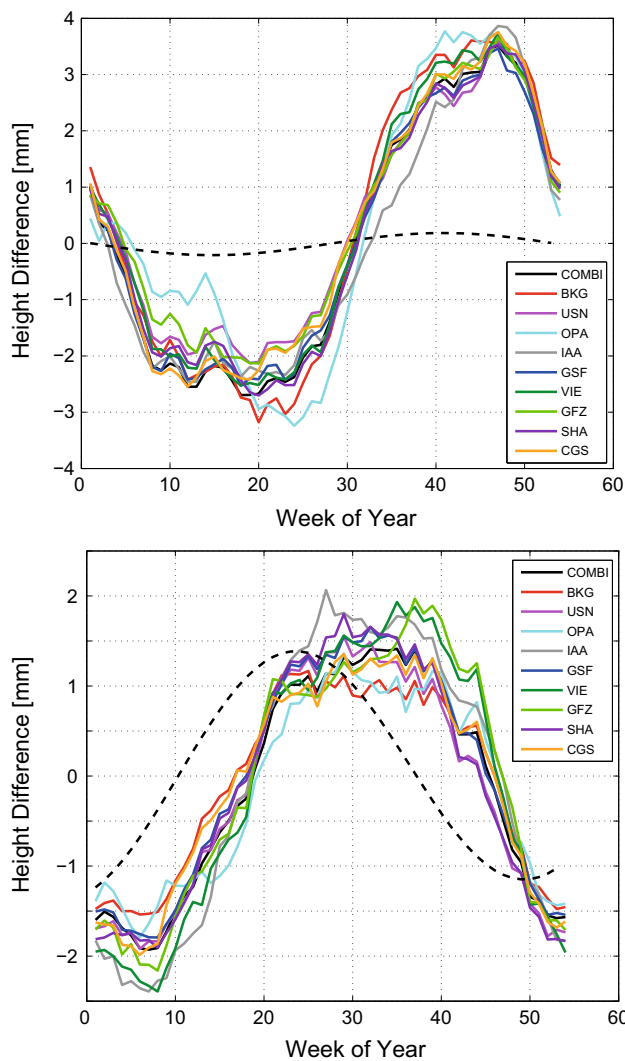 4
3
2
1
0
−1
−2
−3
−4
Height Difference [mm]
0 10 20 30 40 50 60
Week of Year
COMBI
BKG
USN
OPA
IAA
GSF
VIE
GFZ
SHA
CGS
2
1
0
−1
−2
Height Difference [mm]
0 10 20 30 40 50 60
Week of Year
COMBI
BKG
USN
OPA
IAA
GSF
VIE
GFZ
SHA
CGS